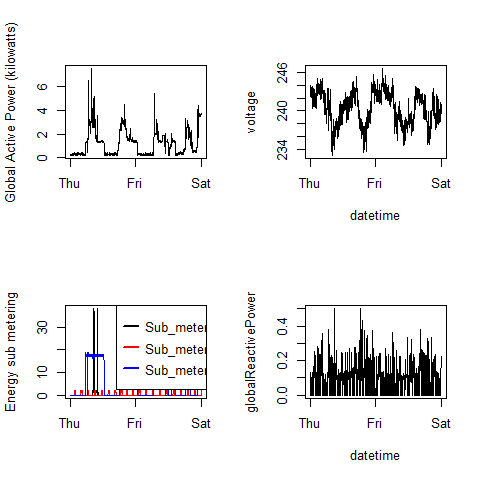 Global Active Power (kilowatts)
0 2 4 6
Thu Fri Sat
voltage
234 240 246
Thu Fri Sat
datetime
Energy sub metering
0 10 30
Sub_meter
Sub_meter
Sub_meter
Thu Fri Sat
globalReactivePower
0.0 0.2 0.4
Thu Fri Sat
datetime